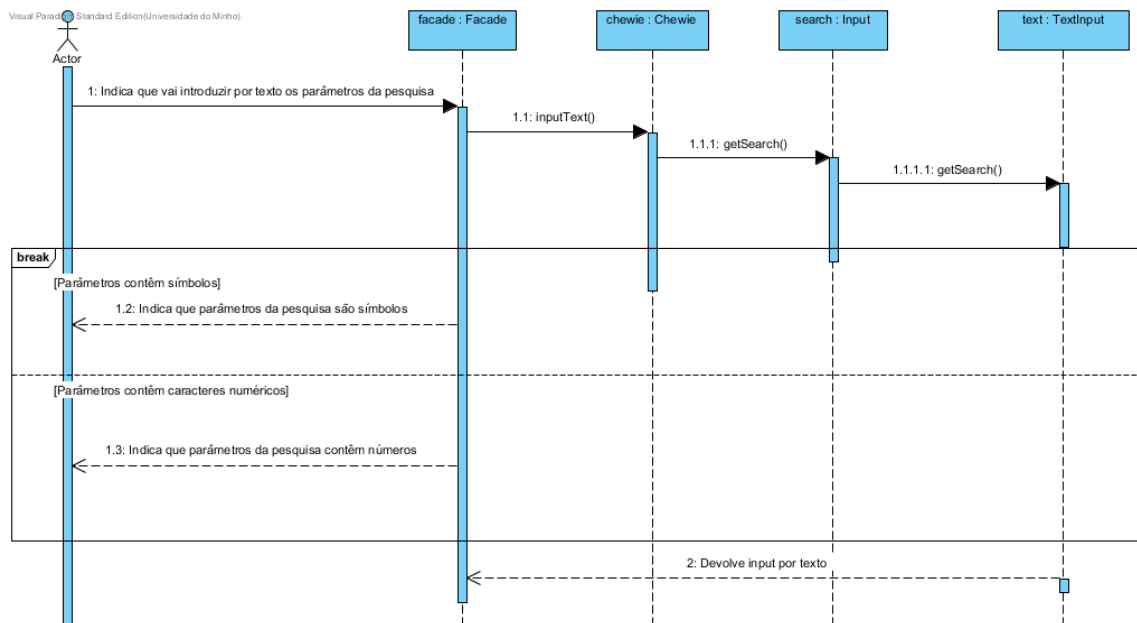 Visual Paradigm Standard Edition(Universidade do Minho)
facade : Facade
chewie : Chewie
search : Input
text : TextInput
Actor
1: Indica que vai introduzir por texto os parâmetros da pesquisa
1.1: inputText()
1.1.1: getSearch()
1.1.1.1: getSearch()
break
[Parâmetros contêm símbolos]
1.2: Indica que parâmetros da pesquisa são símbolos
[Parâmetros contêm caracteres numéricos]
1.3: Indica que parâmetros da pesquisa contêm números
2: Devolve input por texto